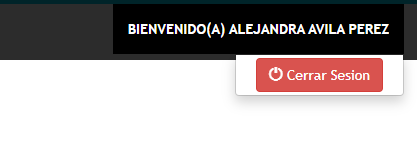 BIENVENIDO(A) ALEJANDRA AVILA PEREZ
Cerrar Sesion